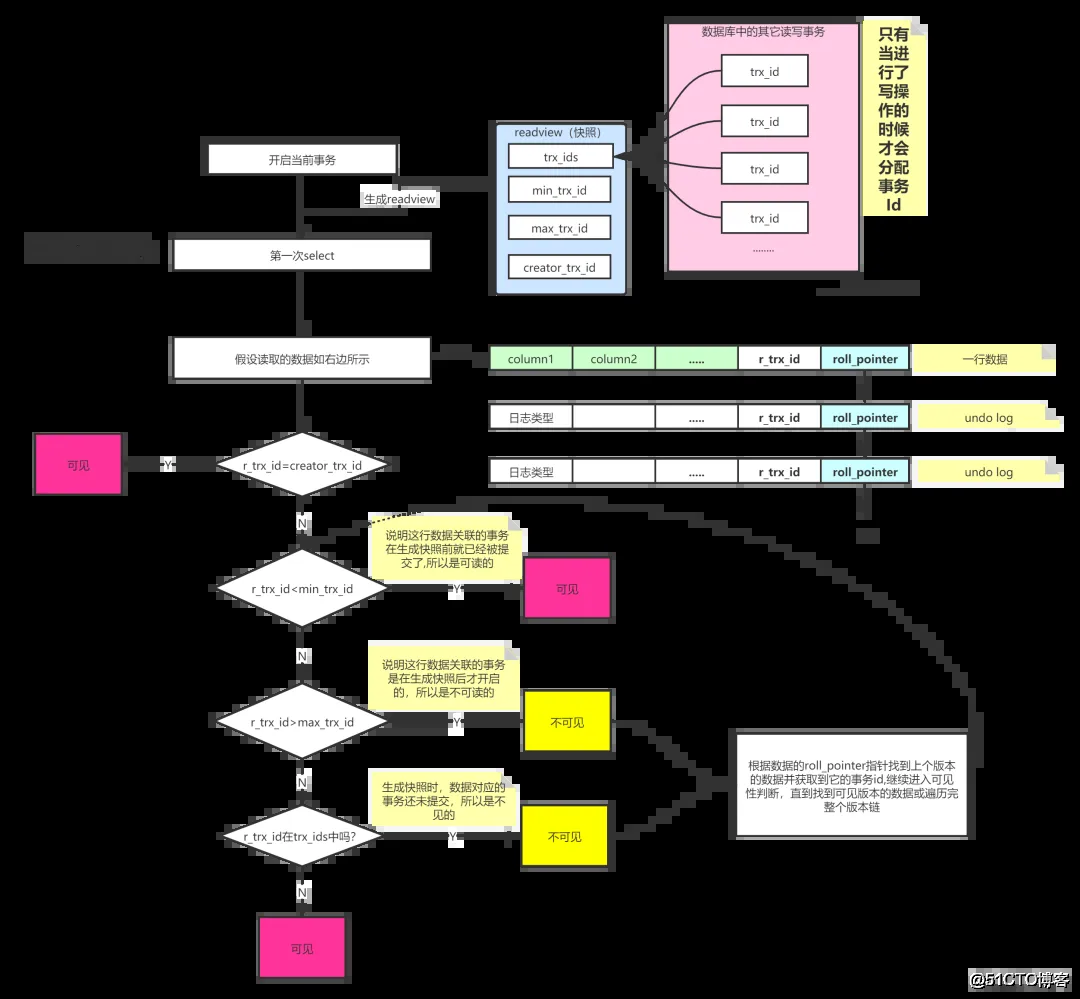 数据库中的其它读写事务
trx_id
trx_id
trx_id
trx_id
........
只有
当进
行了
写操
作的
时候
才会
分配
事务
Id
readview（快照）
trx_ids
min_trx_id
max_trx_id
creator_trx_id
开启当前事务
生成readview
第一次select
假设读取的数据如右边所示
column1 column2 ..... r_trx_id roll_pointer 一行数据
日志类型 ..... r_trx_id roll_pointer undo log
日志类型 ..... r_trx_id roll_pointer undo log
可见
Y
r_trx_id=creator_trx_id
N
说明这行数据关联的事务
在生成快照前就已经被提
交了,所以是可读的
r_trx_id<min_trx_id
Y
可见
N
说明这行数据关联的事务
是在生成快照后才开启
的，所以是不可读的
r_trx_id>max_trx_id
Y
不可见
N
生成快照时，数据对应的
事务还未提交，所以是不
见的
r_trx_id在trx_ids中吗?
Y
不可见
N
可见
根据数据的roll_pointer指针找到上个版本
的数据并获取到它的事务id,继续进入可见
性判断，直到找到可见版本的数据或遍历完
整个版本链
@51CTO博客